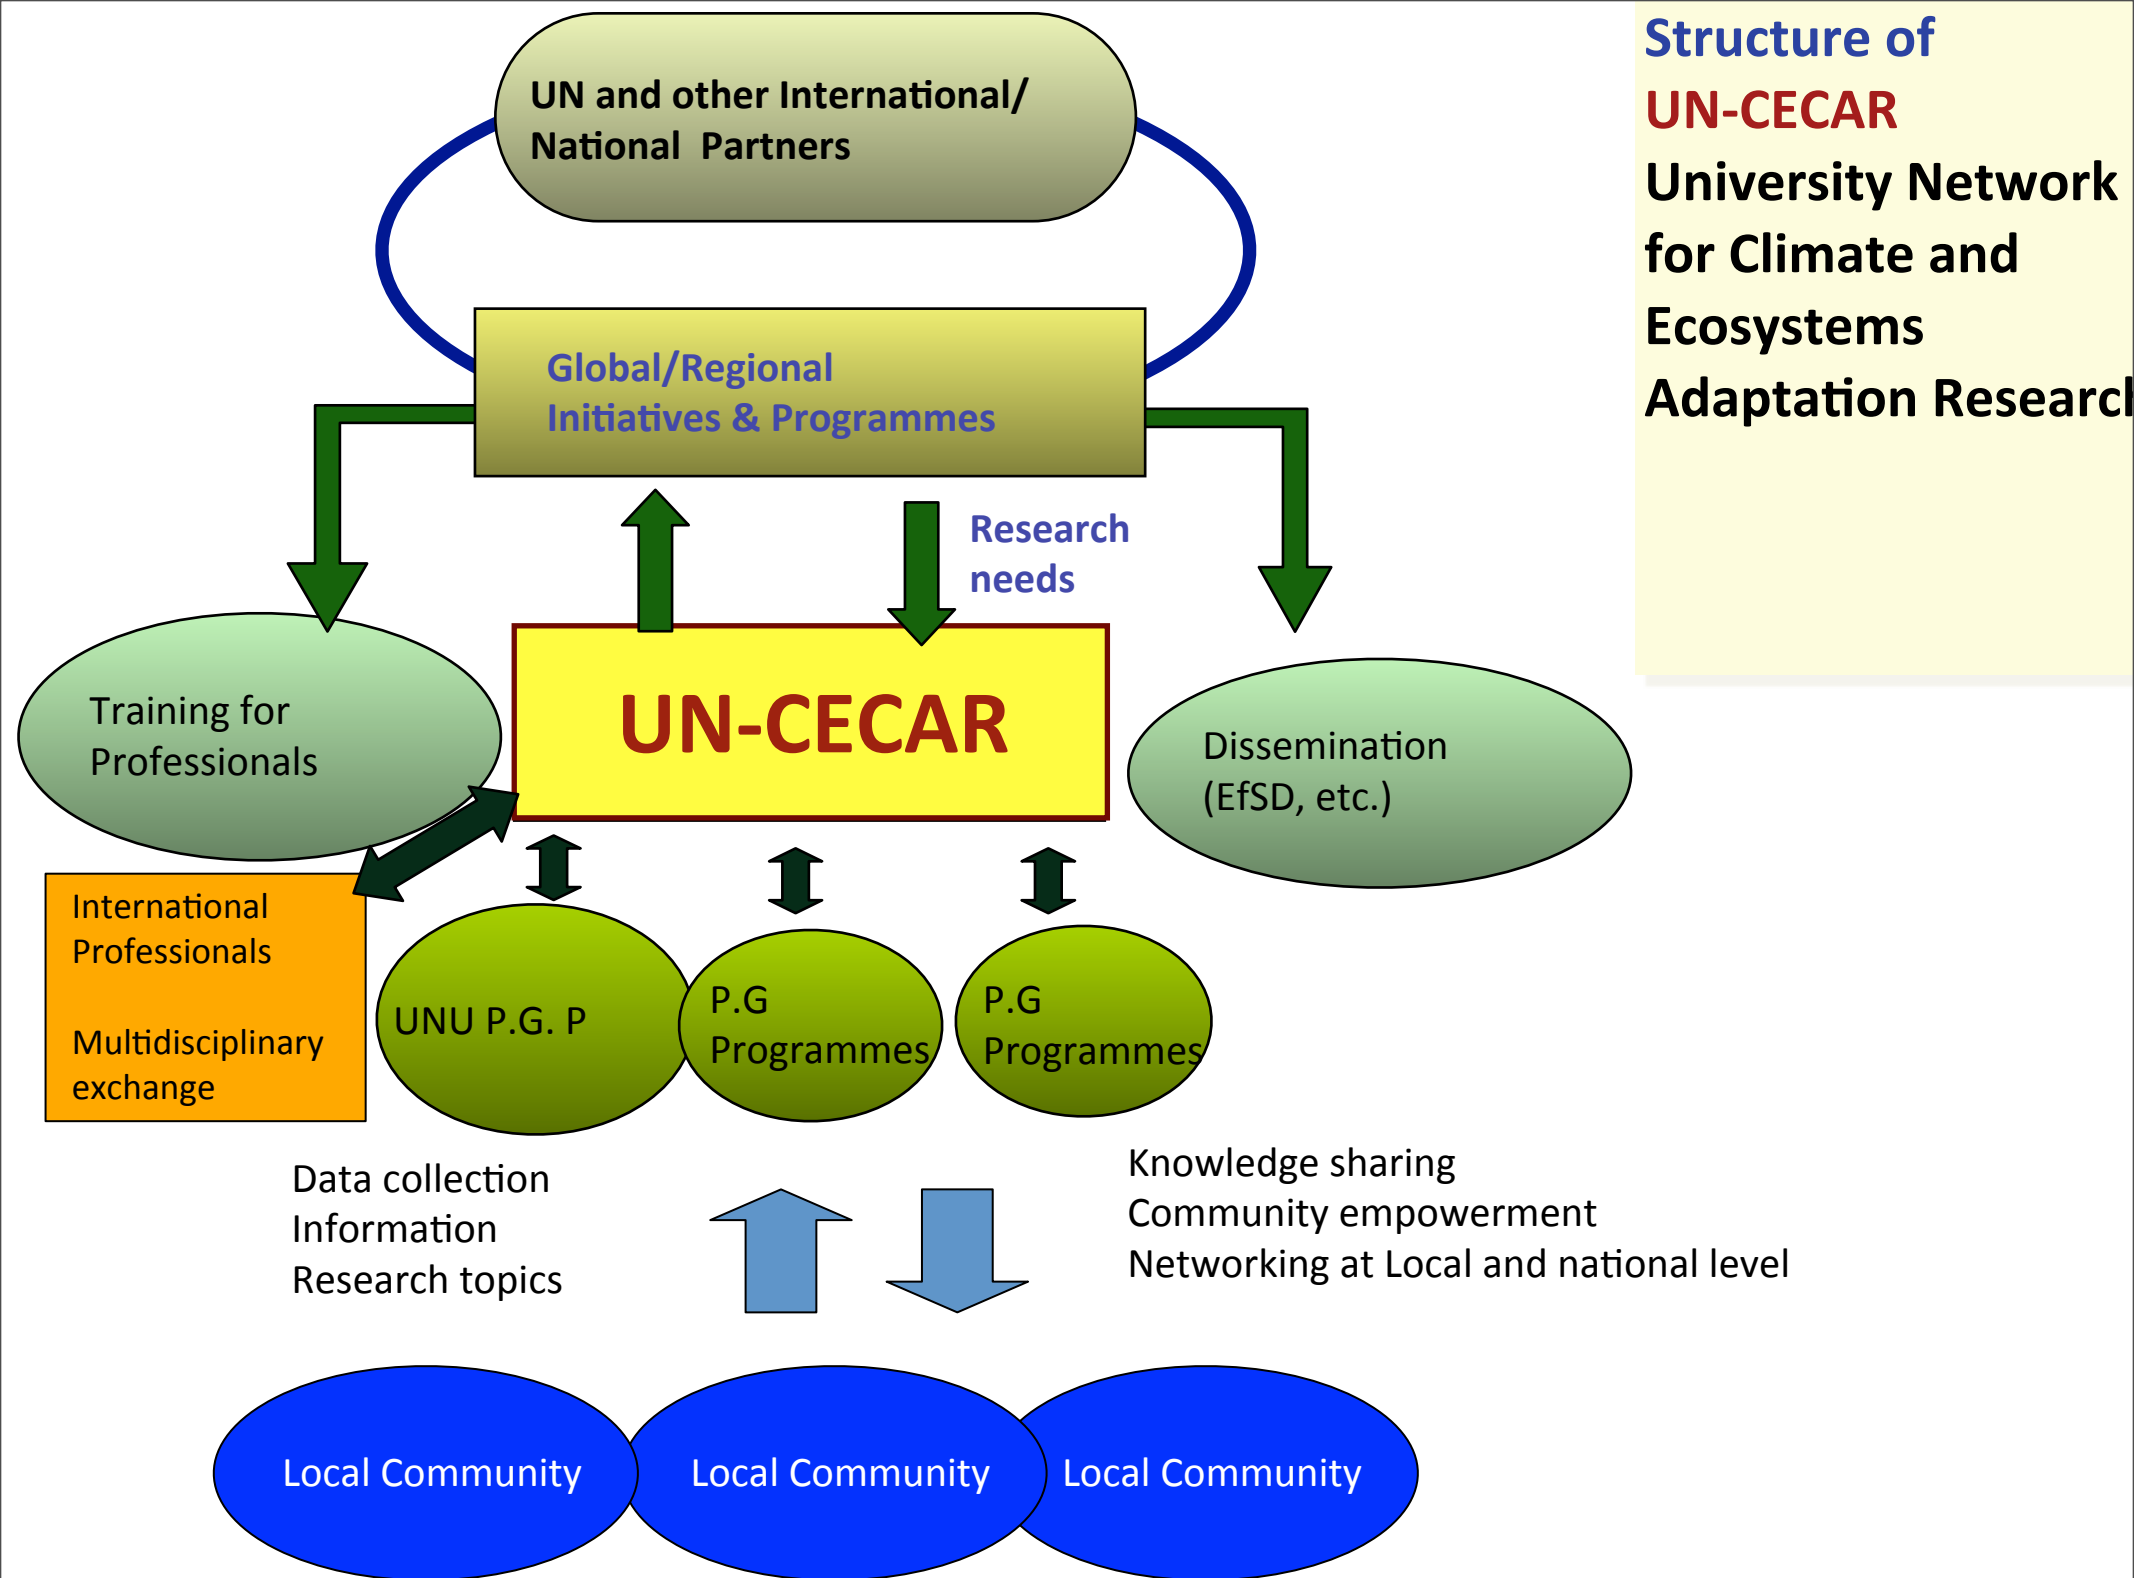 UN and other International/
National Partners
Structure of
UN-CECAR
University Network
for Climate and
Ecosystems
Adaptation Research
Global/Regional
Initiatives & Programmes
Research
needs
UN-CECAR
Training for
Professionals
Dissemination
(EfSD, etc.)
International
Professionals
Multidisciplinary
exchange
UNU P.G. P
P.G
Programmes
P.G
Programmes
Data collection
Information
Research topics
Knowledge sharing
Community empowerment
Networking at Local and national level
Local Community
Local Community
Local Community